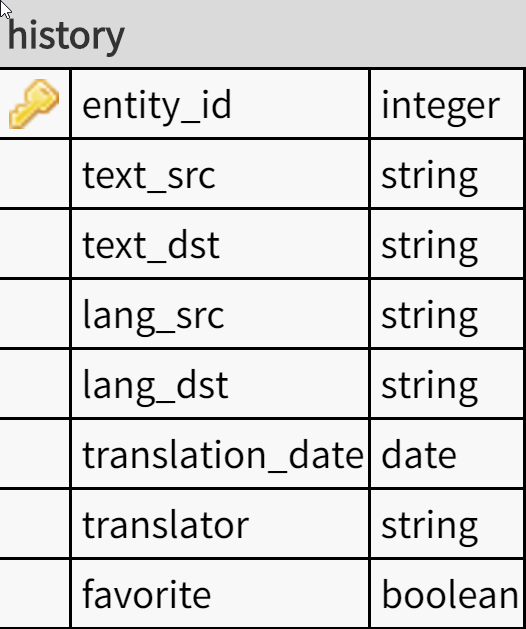 history
entity_id integer
text_src string
text_dst string
lang_src string
lang_dst string
translation_date date
translator string
favorite boolean